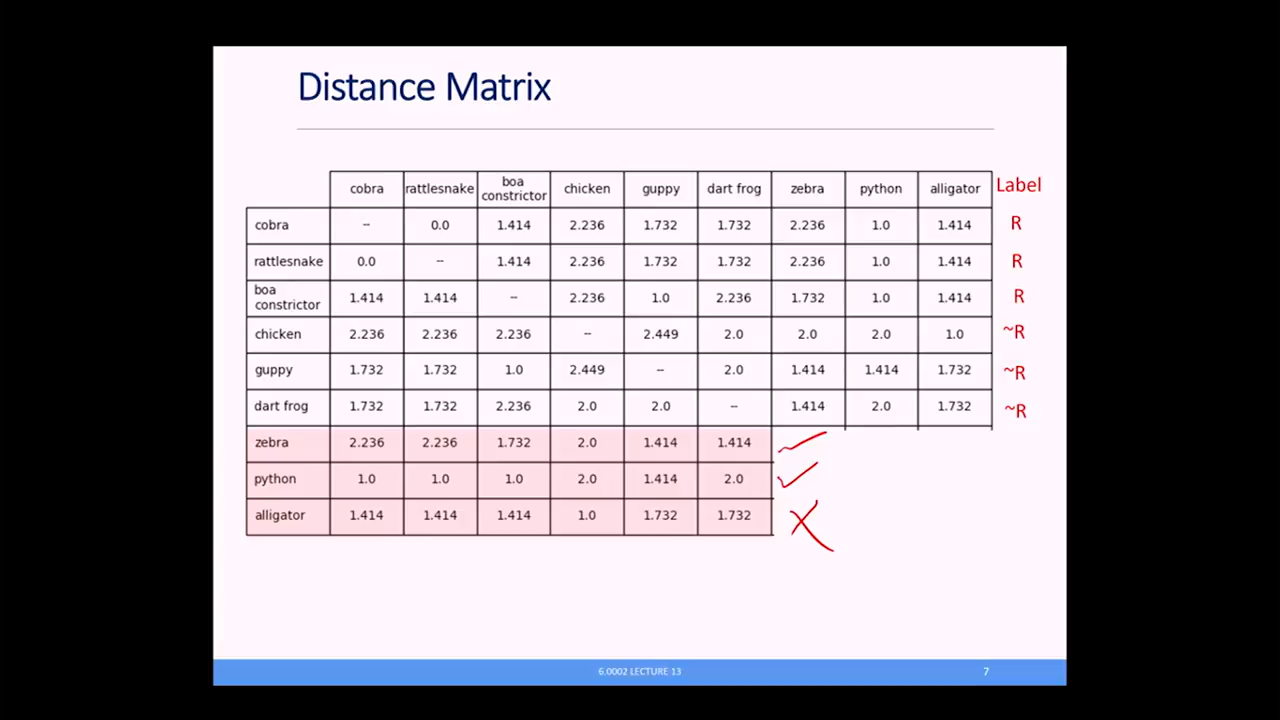 Distance Matrix
cobra rattlesnake boa constrictor chicken guppy dart frog zebra python alligator Label
cobra -- 0.0 1.414 2.236 1.732 1.732 2.236 1.0 1.414 R
rattlesnake 0.0 -- 1.414 2.236 1.732 1.732 2.236 1.0 1.414 R
boa constrictor 1.414 1.414 -- 2.236 1.0 2.236 1.732 1.0 1.414 R
chicken 2.236 2.236 2.236 -- 2.449 2.0 2.0 2.0 1.0 ~R
guppy 1.732 1.732 1.0 2.449 -- 2.0 1.414 1.414 1.732 ~R
dart frog 1.732 1.732 2.236 2.0 2.0 -- 1.414 2.0 1.732 ~R
zebra 2.236 2.236 1.732 2.0 1.414 1.414
python 1.0 1.0 1.0 2.0 1.414 2.0
alligator 1.414 1.414 1.414 1.0 1.732 1.732
6.0002 LECTURE 13
7